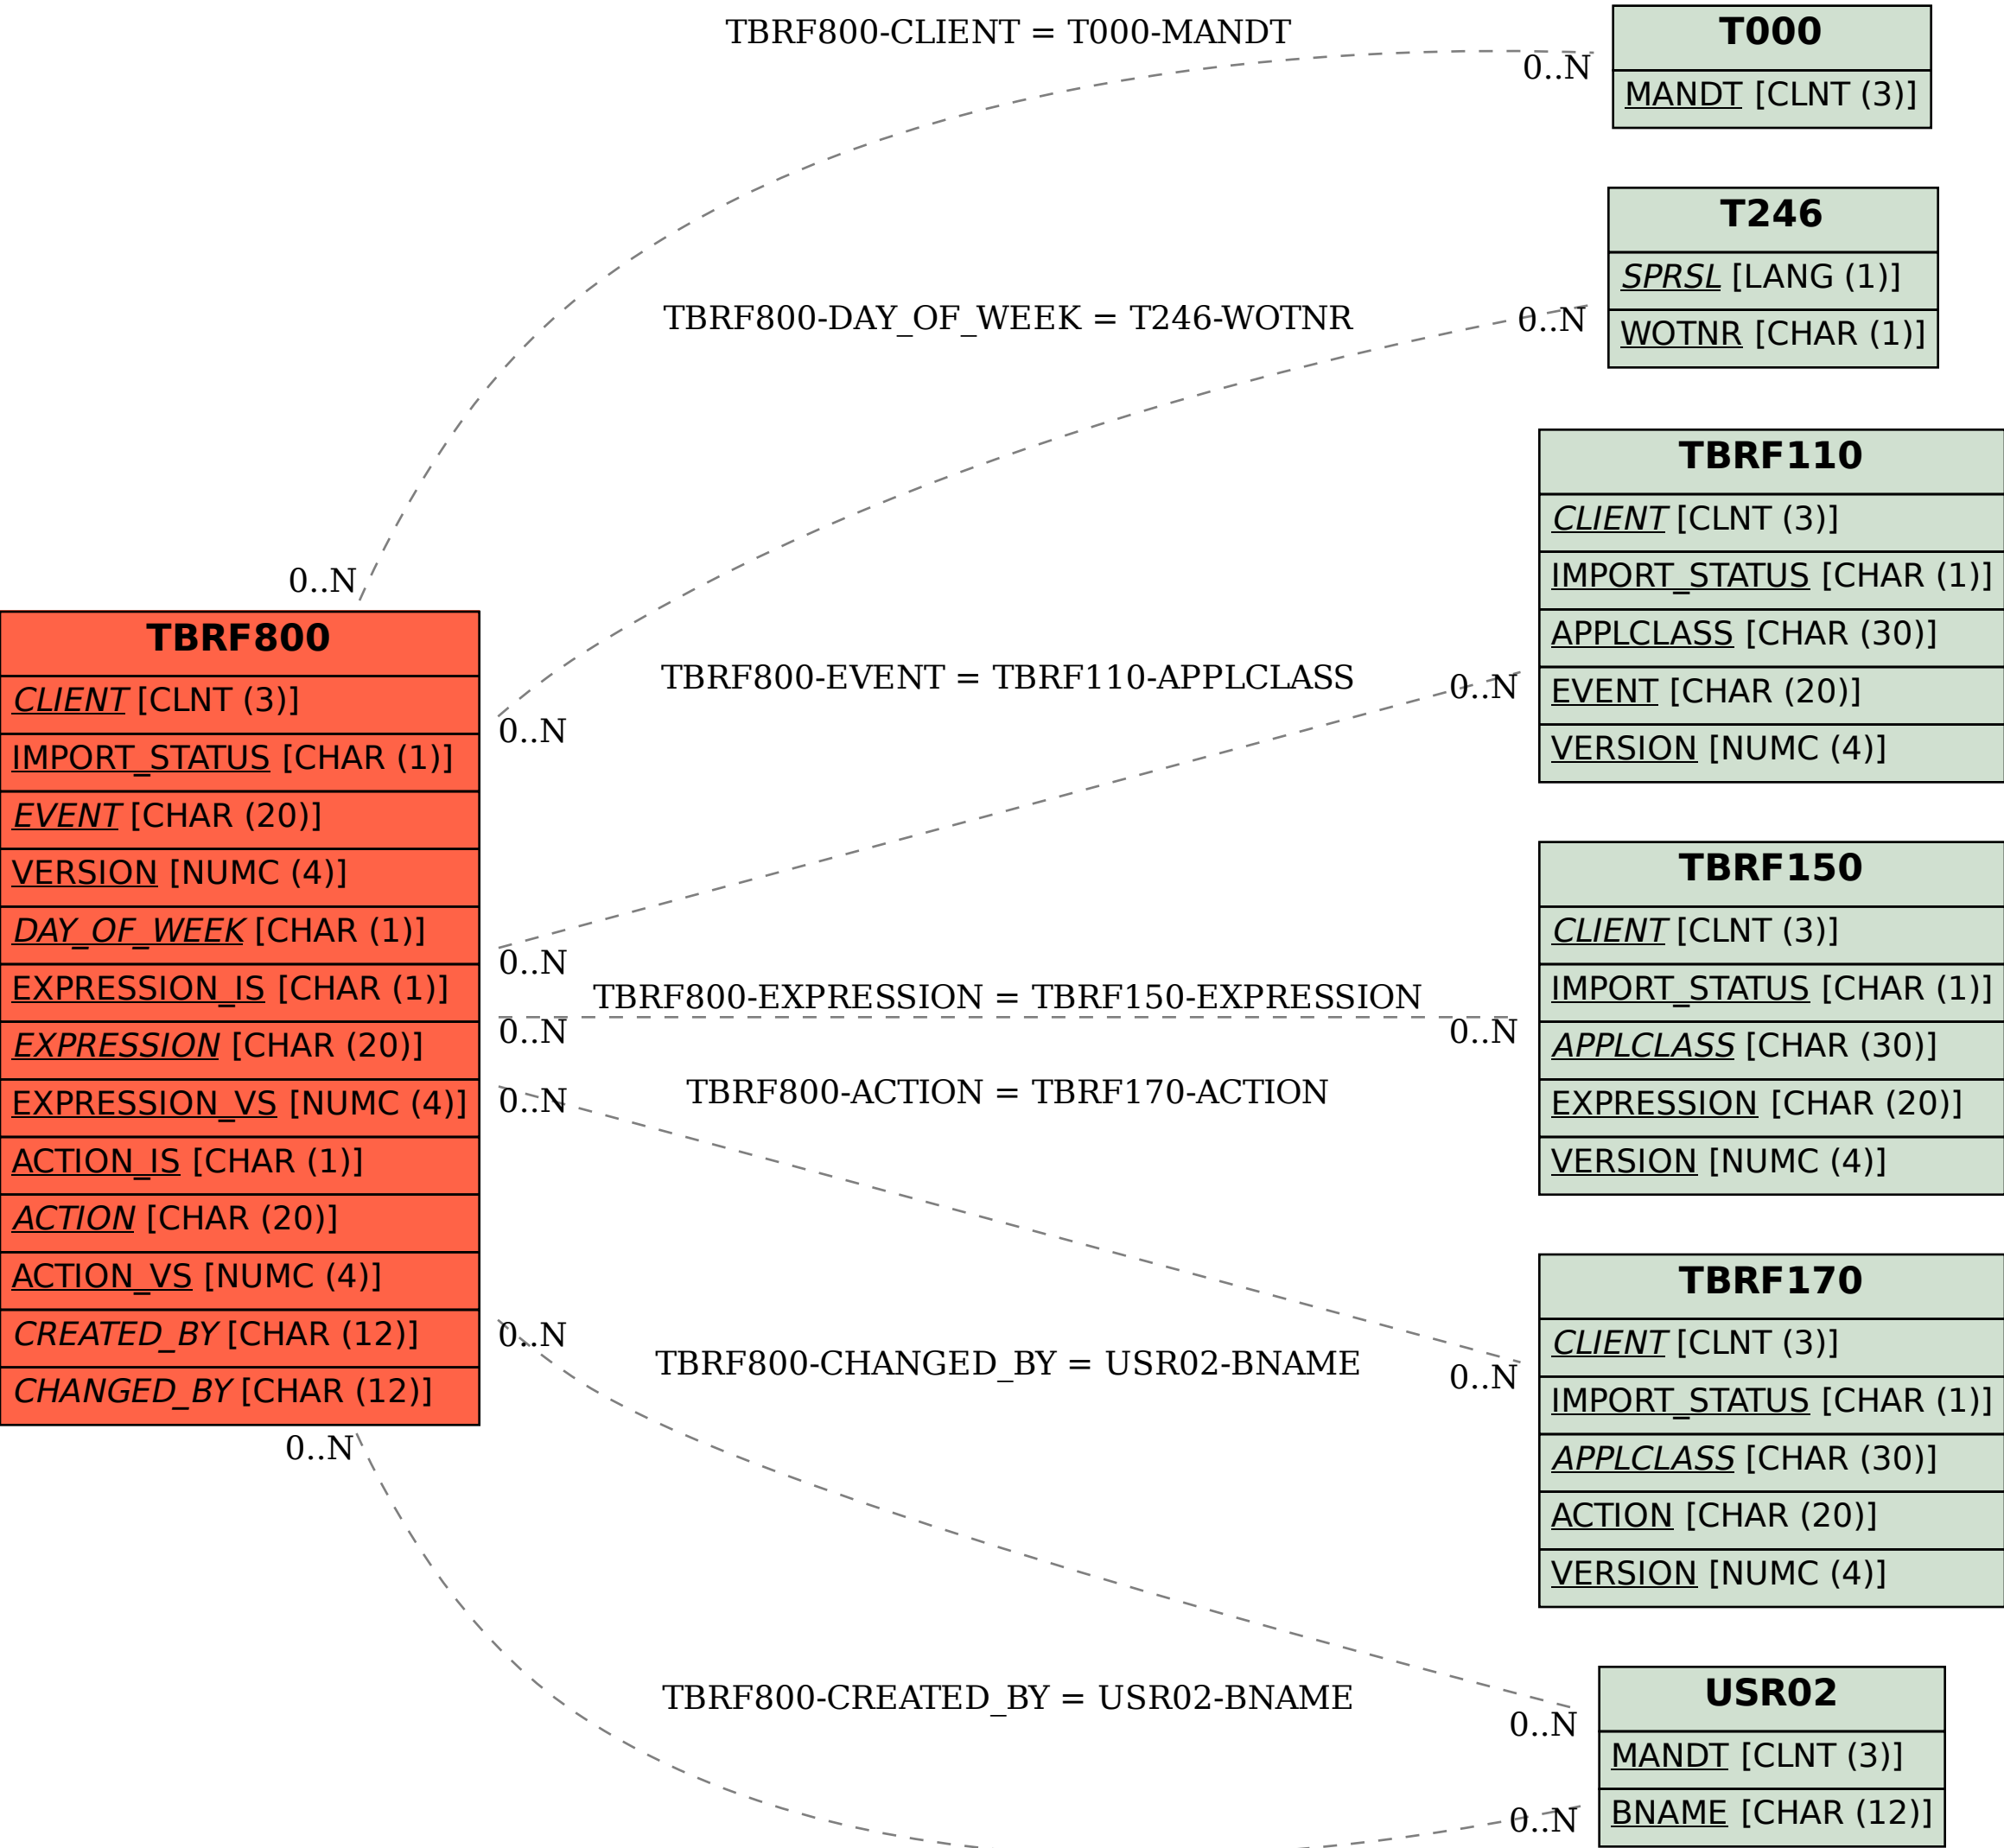 TBRF800-CLIENT = T000-MANDT
0..N
0..N
T000
MANDT [CLNT (3)]
TBRF800-DAY_OF_WEEK = T246-WOTNR
0..N
0..N
T246
SPRSL [LANG (1)]
WOTNR [CHAR (1)]
TBRF800-EVENT = TBRF110-APPLCLASS
0..N
0..N
TBRF110
CLIENT [CLNT (3)]
IMPORT_STATUS [CHAR (1)]
APPLCLASS [CHAR (30)]
EVENT [CHAR (20)]
VERSION [NUMC (4)]
TBRF800
CLIENT [CLNT (3)]
IMPORT_STATUS [CHAR (1)]
EVENT [CHAR (20)]
VERSION [NUMC (4)]
DAY_OF_WEEK [CHAR (1)]
EXPRESSION_IS [CHAR (1)]
EXPRESSION [CHAR (20)]
EXPRESSION_VS [NUMC (4)]
ACTION_IS [CHAR (1)]
ACTION [CHAR (20)]
ACTION_VS [NUMC (4)]
CREATED_BY [CHAR (12)]
CHANGED_BY [CHAR (12)]
TBRF800-EXPRESSION = TBRF150-EXPRESSION
0..N
0..N
TBRF150
CLIENT [CLNT (3)]
IMPORT_STATUS [CHAR (1)]
APPLCLASS [CHAR (30)]
EXPRESSION [CHAR (20)]
VERSION [NUMC (4)]
TBRF800-ACTION = TBRF170-ACTION
0..N
0..N
TBRF170
CLIENT [CLNT (3)]
IMPORT_STATUS [CHAR (1)]
APPLCLASS [CHAR (30)]
ACTION [CHAR (20)]
VERSION [NUMC (4)]
TBRF800-CHANGED_BY = USR02-BNAME
0..N
0..N
TBRF800-CREATED_BY = USR02-BNAME
0..N
0..N
USR02
MANDT [CLNT (3)]
BNAME [CHAR (12)]